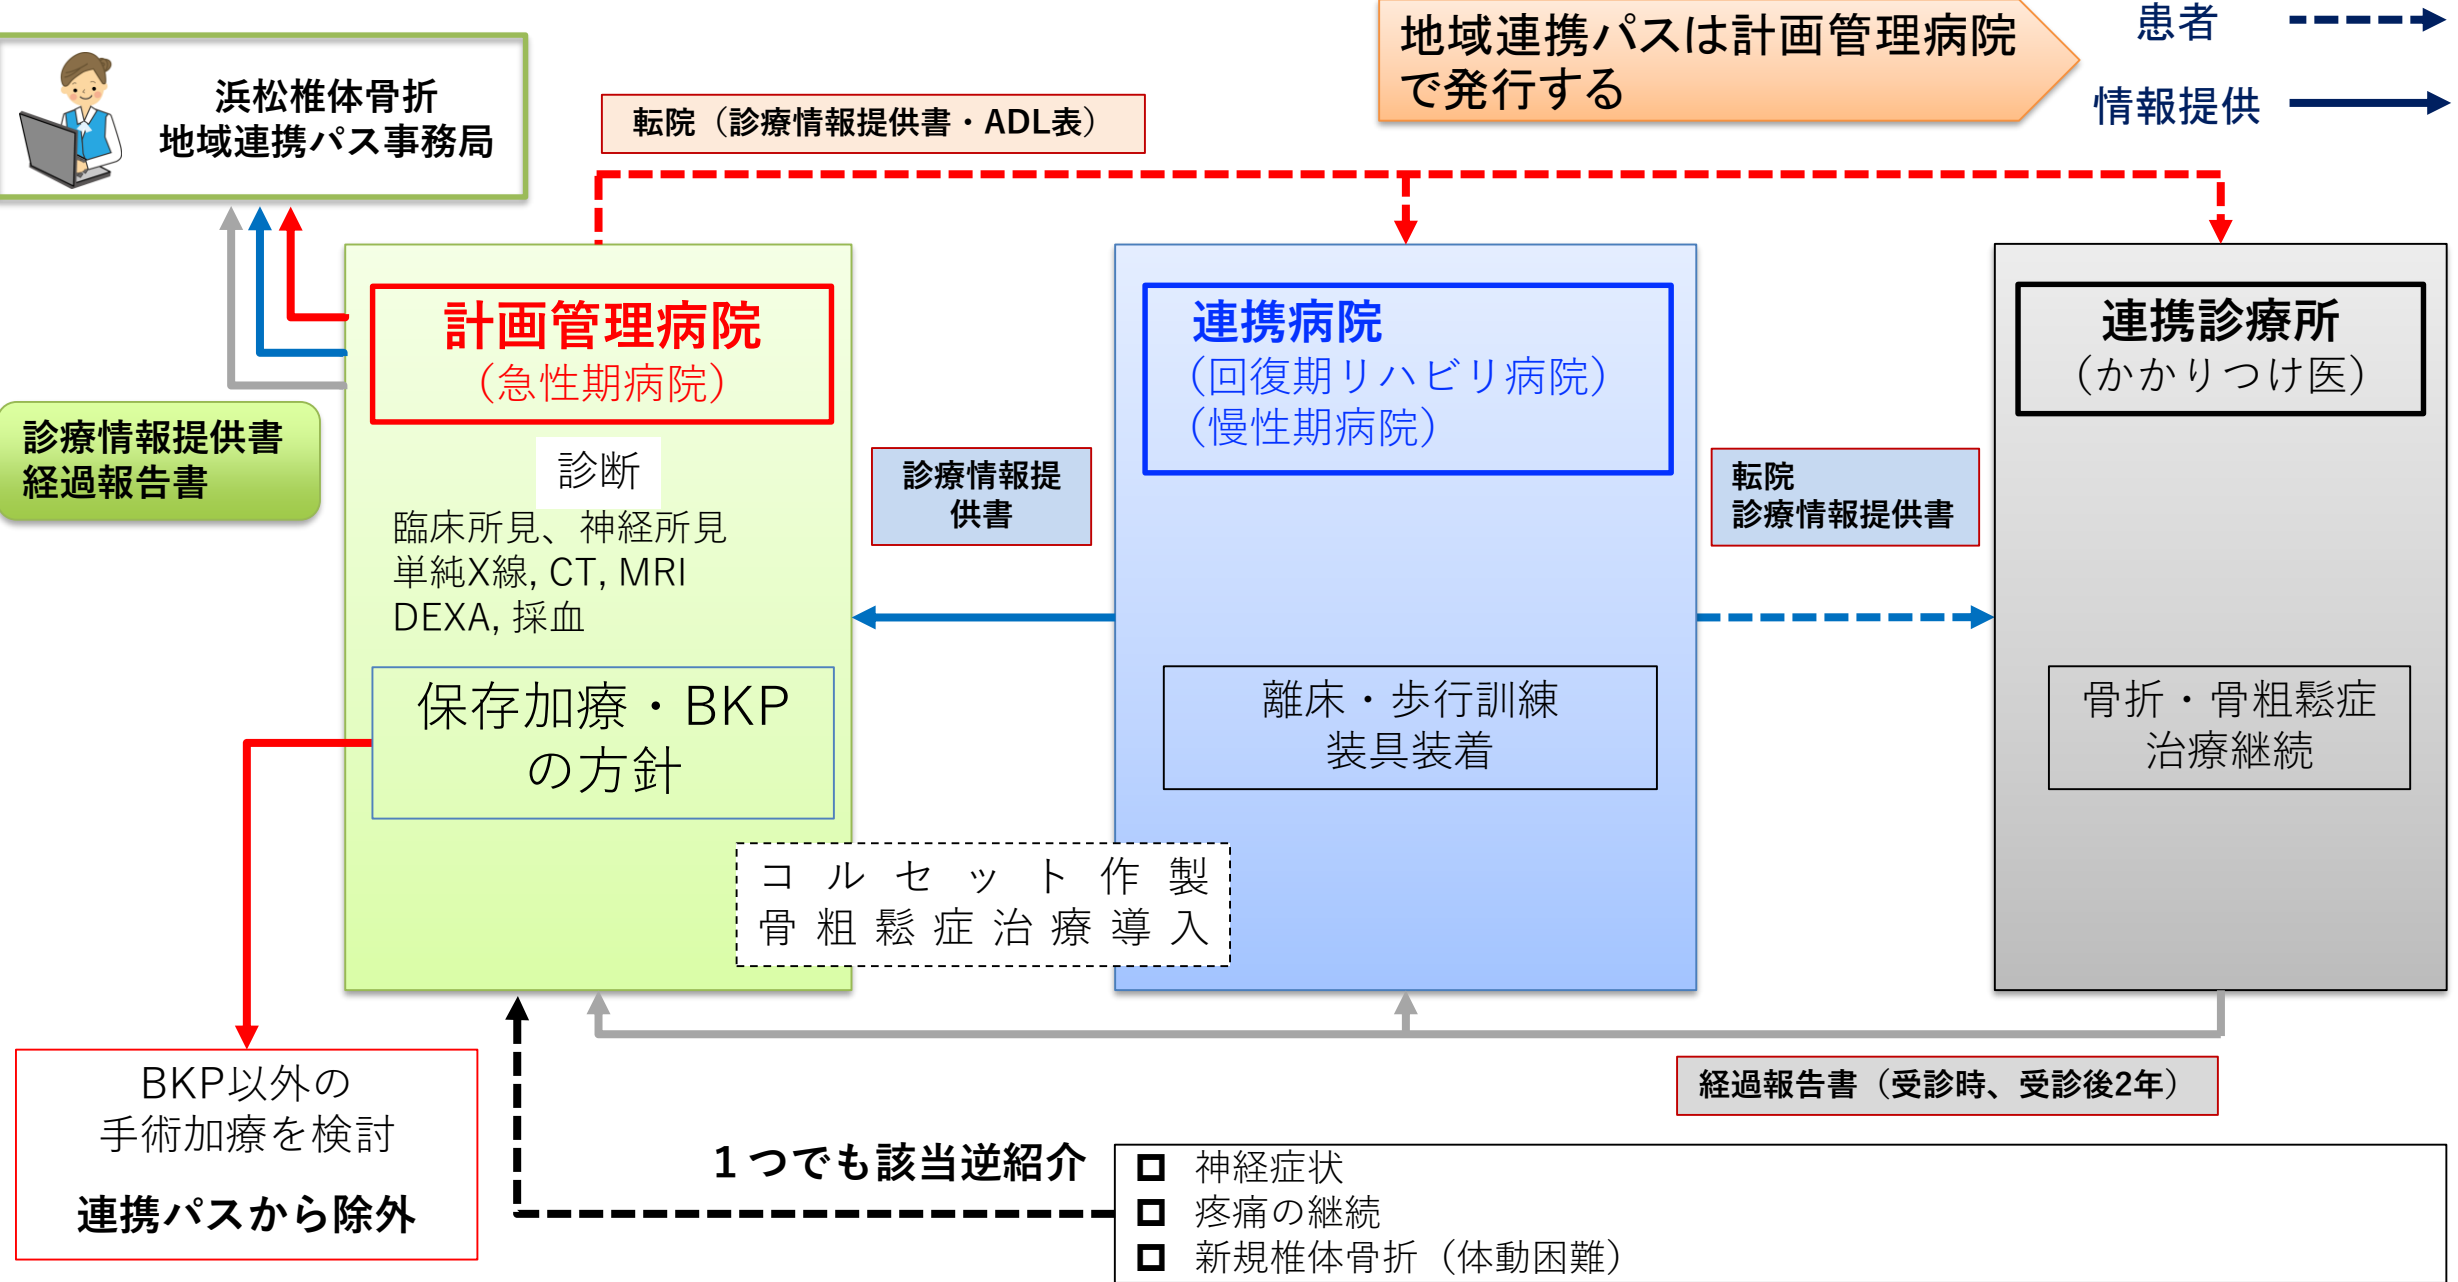 地域連携パスは計画管理病院
で発行する
患者
情報提供
浜松椎体骨折
地域連携パス事務局
転院（診療情報提供書・ADL表）
計画管理病院
（急性期病院）
診断
臨床所見、神経所見
単純X線, CT, MRI
DEXA, 採血
保存加療・BKP
の方針
診療情報提供書
経過報告書
診療情報提
供書
連携病院
（回復期リハビリ病院）
（慢性期病院）
離床・歩行訓練
装具装着
転院
診療情報提供書
連携診療所
（かかりつけ医）
骨折・骨粗鬆症
治療継続
コルセット作製
骨粗鬆症治療導入
BKP以外の
手術加療を検討
連携パスから除外
経過報告書（受診時、受診後2年）
１つでも該当逆紹介
神経症状
疼痛の継続
新規椎体骨折（体動困難）